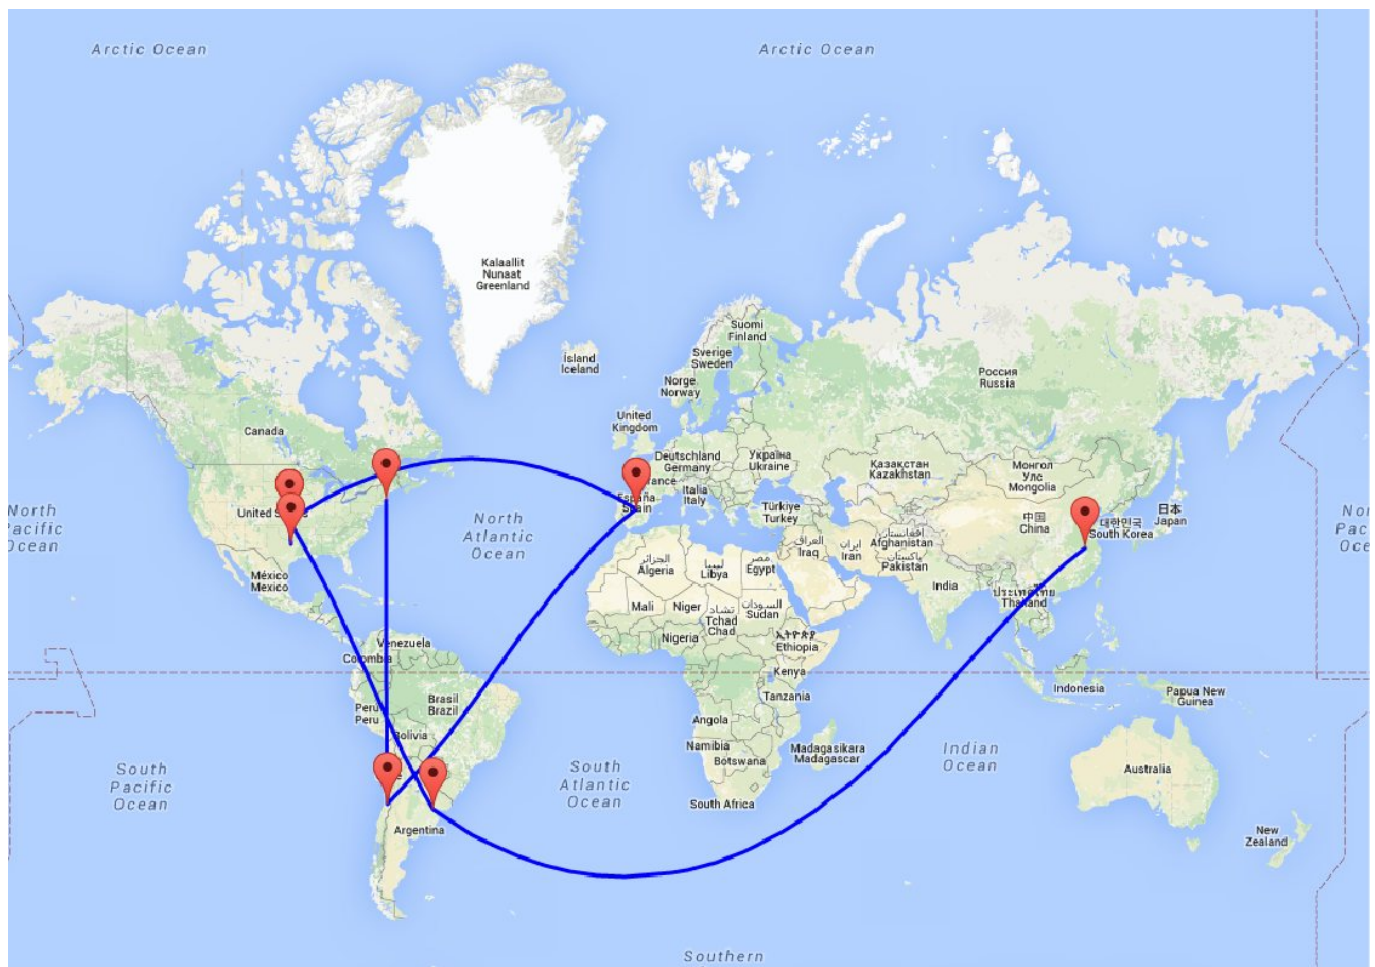 Arctic Ocean
Arctic Ocean
Kalaallit
Nunaat
Greenland
Suomi
Finland
Ísland
Iceland
Sverige
Sweden
Norge
Norway
Россия
Russia
Canada
United
Kingdom
Deutschland
Germany
Україна
Ukraine
Казақстан
Kazakhstan
Монгол
Улс
Mongolia
España
Spain
Italia
Italy
Türkiye
Turkey
North
Pacific
Ocean
North
Atlantic
Ocean
中国
China
대한민국
South Korea
日本
Japan
العراق
Iraq
ایران
Iran
افغانستان
Afghanistan
پاکستان
Pakistan
الجزائر
Algeria
ليبيا
Libya
مصر
Egypt
México
Mexico
India
Thailand
Mali
Niger
تشاد
Tchad
Chad
السودان
Sudan
Nigeria
ኢትዮጵያ
Ethiopia
Venezuela
Colombia
Kenya
Tanzania
Indonesia
Papua New
Guinea
Perú
Peru
Brasil
Brazil
Bolivia
Angola
Namibia
Botswana
Madagasikara
Madagascar
South
Pacific
Ocean
South
Atlantic
Ocean
Indian
Ocean
Australia
South Africa
Argentina
New
Zealand
Southern